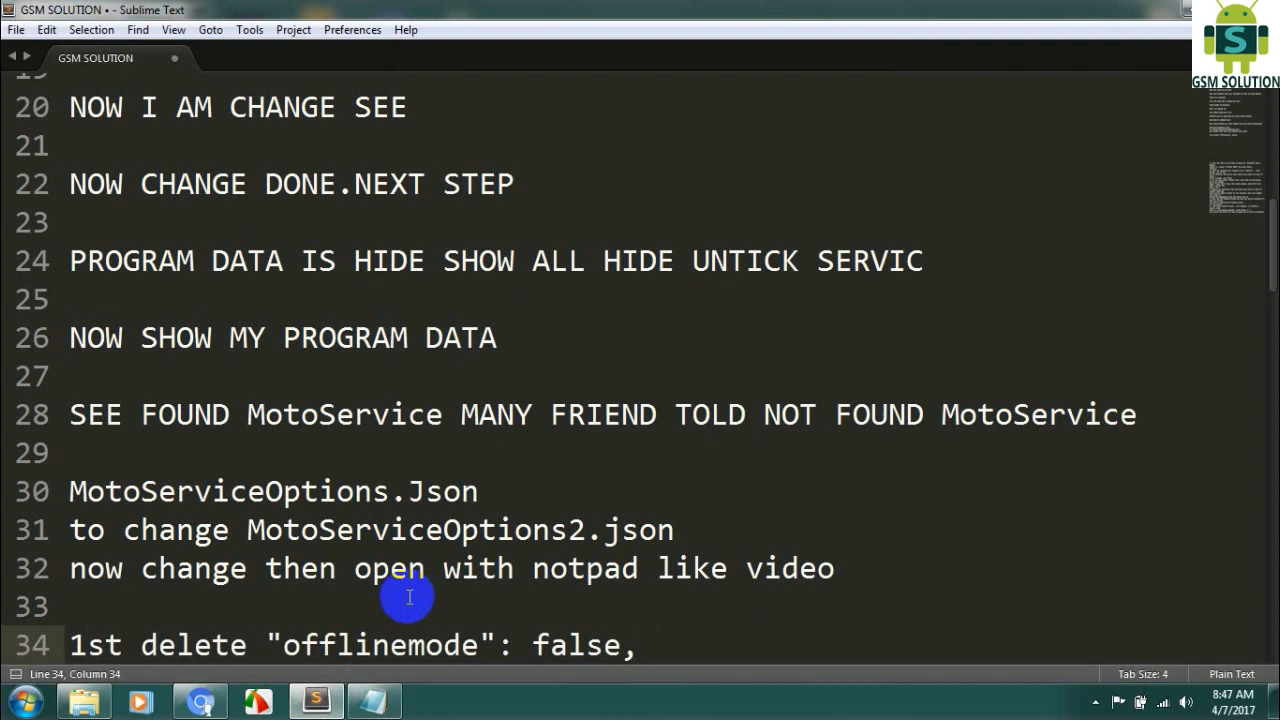 GSM SOLUTION • - Sublime Text
File Edit Selection Find View Goto Tools Project Preferences Help
S
GSM SOLUTION
GSM SOLUTION
19
20 NOW I AM CHANGE SEE
21
22 NOW CHANGE DONE.NEXT STEP
23
24 PROGRAM DATA IS HIDE SHOW ALL HIDE UNTICK SERVIC
25
26 NOW SHOW MY PROGRAM DATA
27
28 SEE FOUND MotoService MANY FRIEND TOLD NOT FOUND MotoService
29
30 MotoServiceOptions.Json
31 to change MotoServiceOptions2.json
32 now change then open with notpad like video
33
34 1st delete "offlinemode": false,
Line 34, Column 34 Tab Size: 4 Plain Text
8:47 AM
4/7/2017